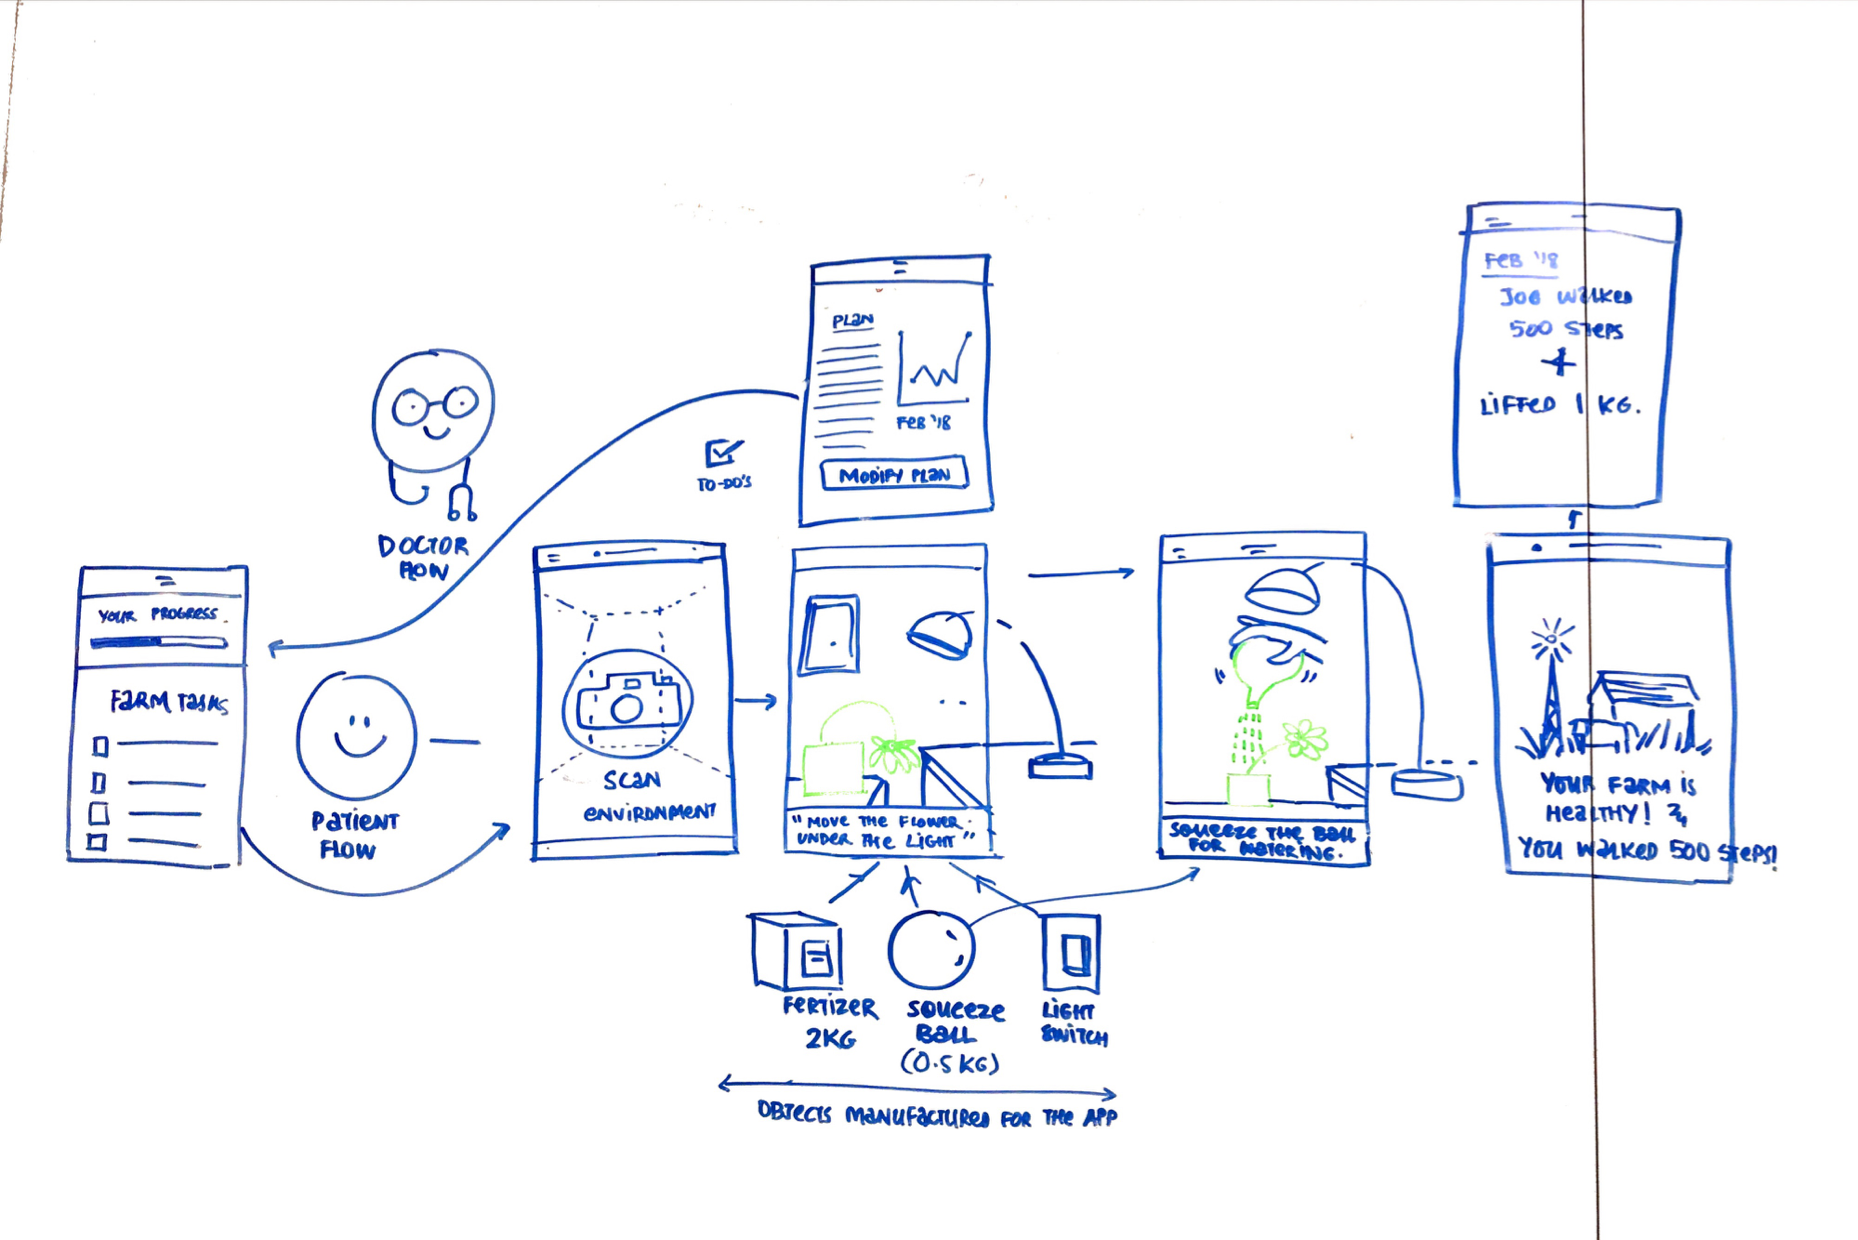 FEB '18
JOE WALKED
500 STEPS
+
LIFTED 1 KG.
PLAN
FEB '18
MODIFY PLAN
TO-DO'S
DOCTOR
FLOW
YOUR PROGRESS.
FARM TASKS
PATIENT
FLOW
SCAN
ENVIRONMENT
"MOVE THE FLOWER
UNDER THE LIGHT"
SQUEEZE THE BALL
FOR WATERING.
YOUR FARM IS
HEALTHY! &
YOU WALKED 500 STEPS!
FERTIZER
2KG
SQUEEZE
BALL
(0.5 KG)
LIGHT
SWITCH
OBJECTS MANUFACTURED FOR THE APP